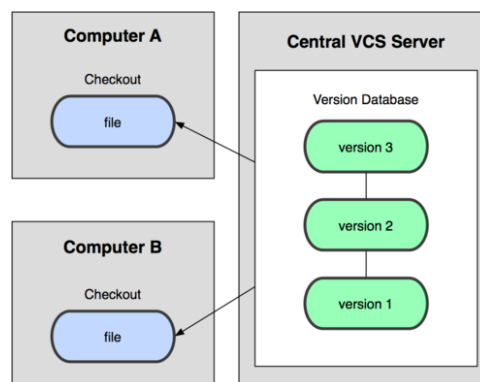 Computer A
Checkout
file
Computer B
Checkout
file
Central VCS Server
Version Database
version 3
version 2
version 1